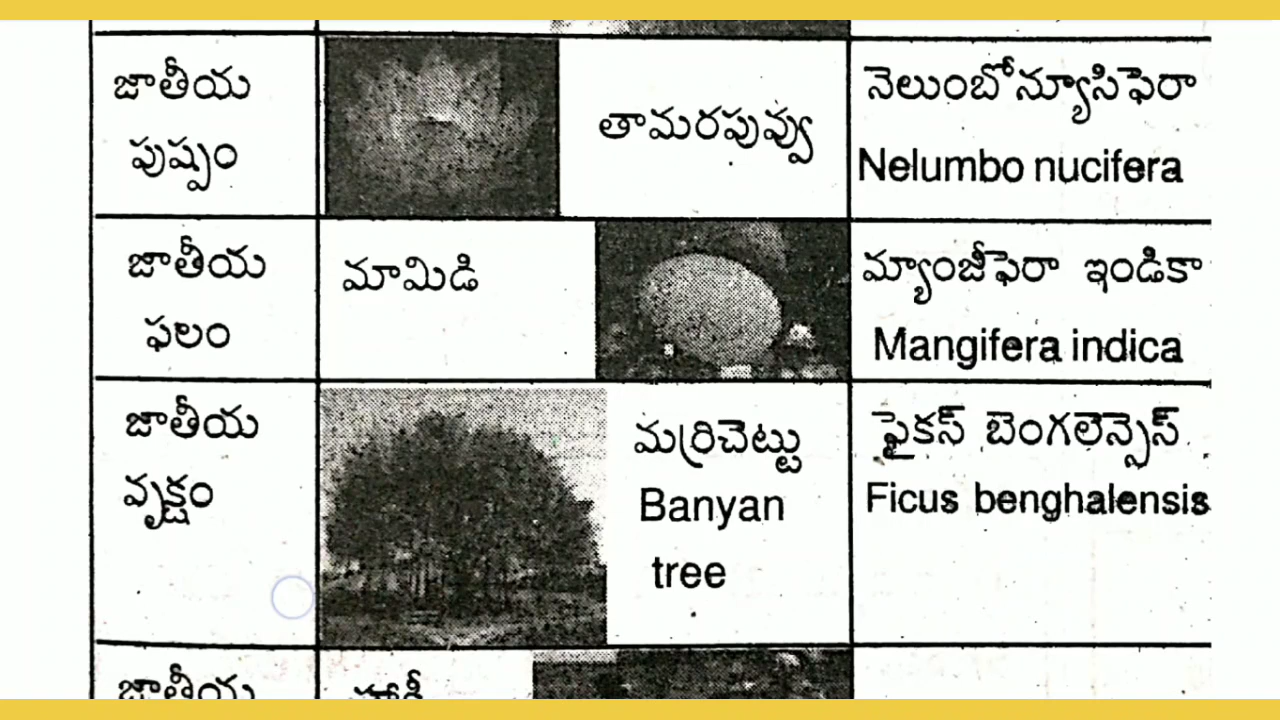 జాతీయ
పుష్పం
తామరపువ్వు
నెలుంబోన్యూసిఫెరా
Nelumbo nucifera
జాతీయ
ఫలం
మామిడి
మ్యాంజీఫెరా ఇండికా
Mangifera indica
జాతీయ
వృక్షం
మర్రిచెట్టు
Banyan
tree
ఫైకస్ బెంగలెన్సెస్
Ficus benghalensis
జాతీయ